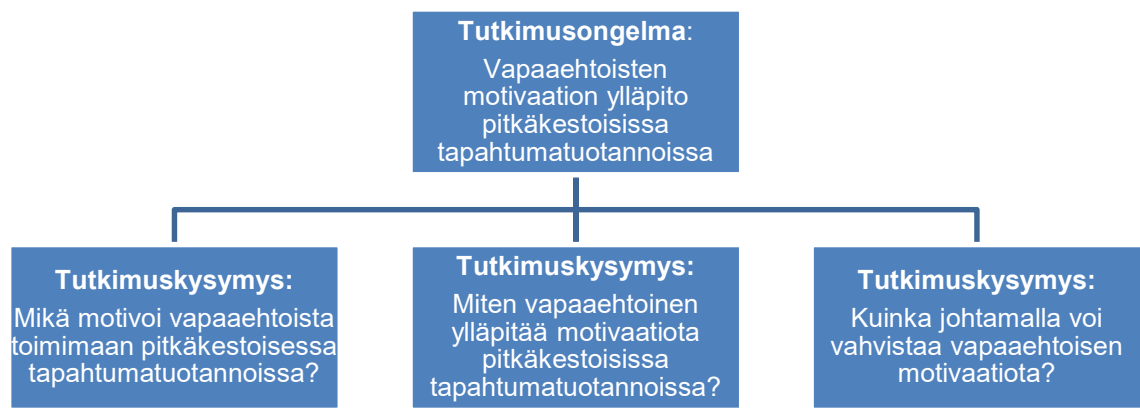 Tutkimusongelma:
Vapaaehtoisten
motivaation ylläpito
pitkäkestoisissa
tapahtumatuotannoissa
Tutkimuskysymys:
Mikä motivoi vapaaehtoista
toimimaan pitkäkestoisessa
tapahtumatuotannoissa?
Tutkimuskysymys:
Miten vapaaehtoinen
ylläpitää motivaatiota
pitkäkestoisissa
tapahtumatuotannoissa?
Tutkimuskysymys:
Kuinka johtamalla voi
vahvistaa vapaaehtoisen
motivaatiota?